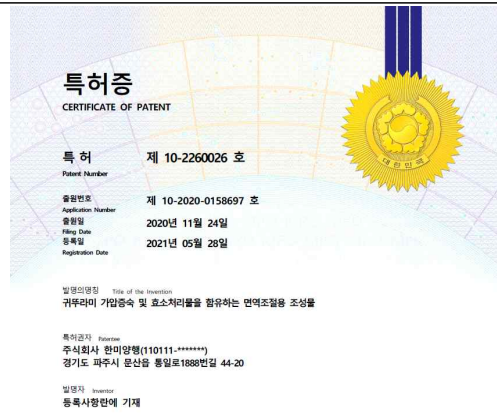 특허증
CERTIFICATE OF PATENT
특 허 제 10-2260026 호
Patent Number
출원번호 제 10-2020-0158697 호
Application Number
출원일 2020년 11월 24일
Filing Date
등록일 2021년 05월 28일
Registration Date
발명의명칭 Title of the Invention
귀뚜라미 가압증숙 및 효소처리물을 함유하는 면역조절용 조성물
특허권자 Patentee
주식회사 한미양행(110111-*******)
경기도 파주시 문산읍 통일로1888번길 44-20
발명자 Inventor
등록사항란에 기재
대한민국